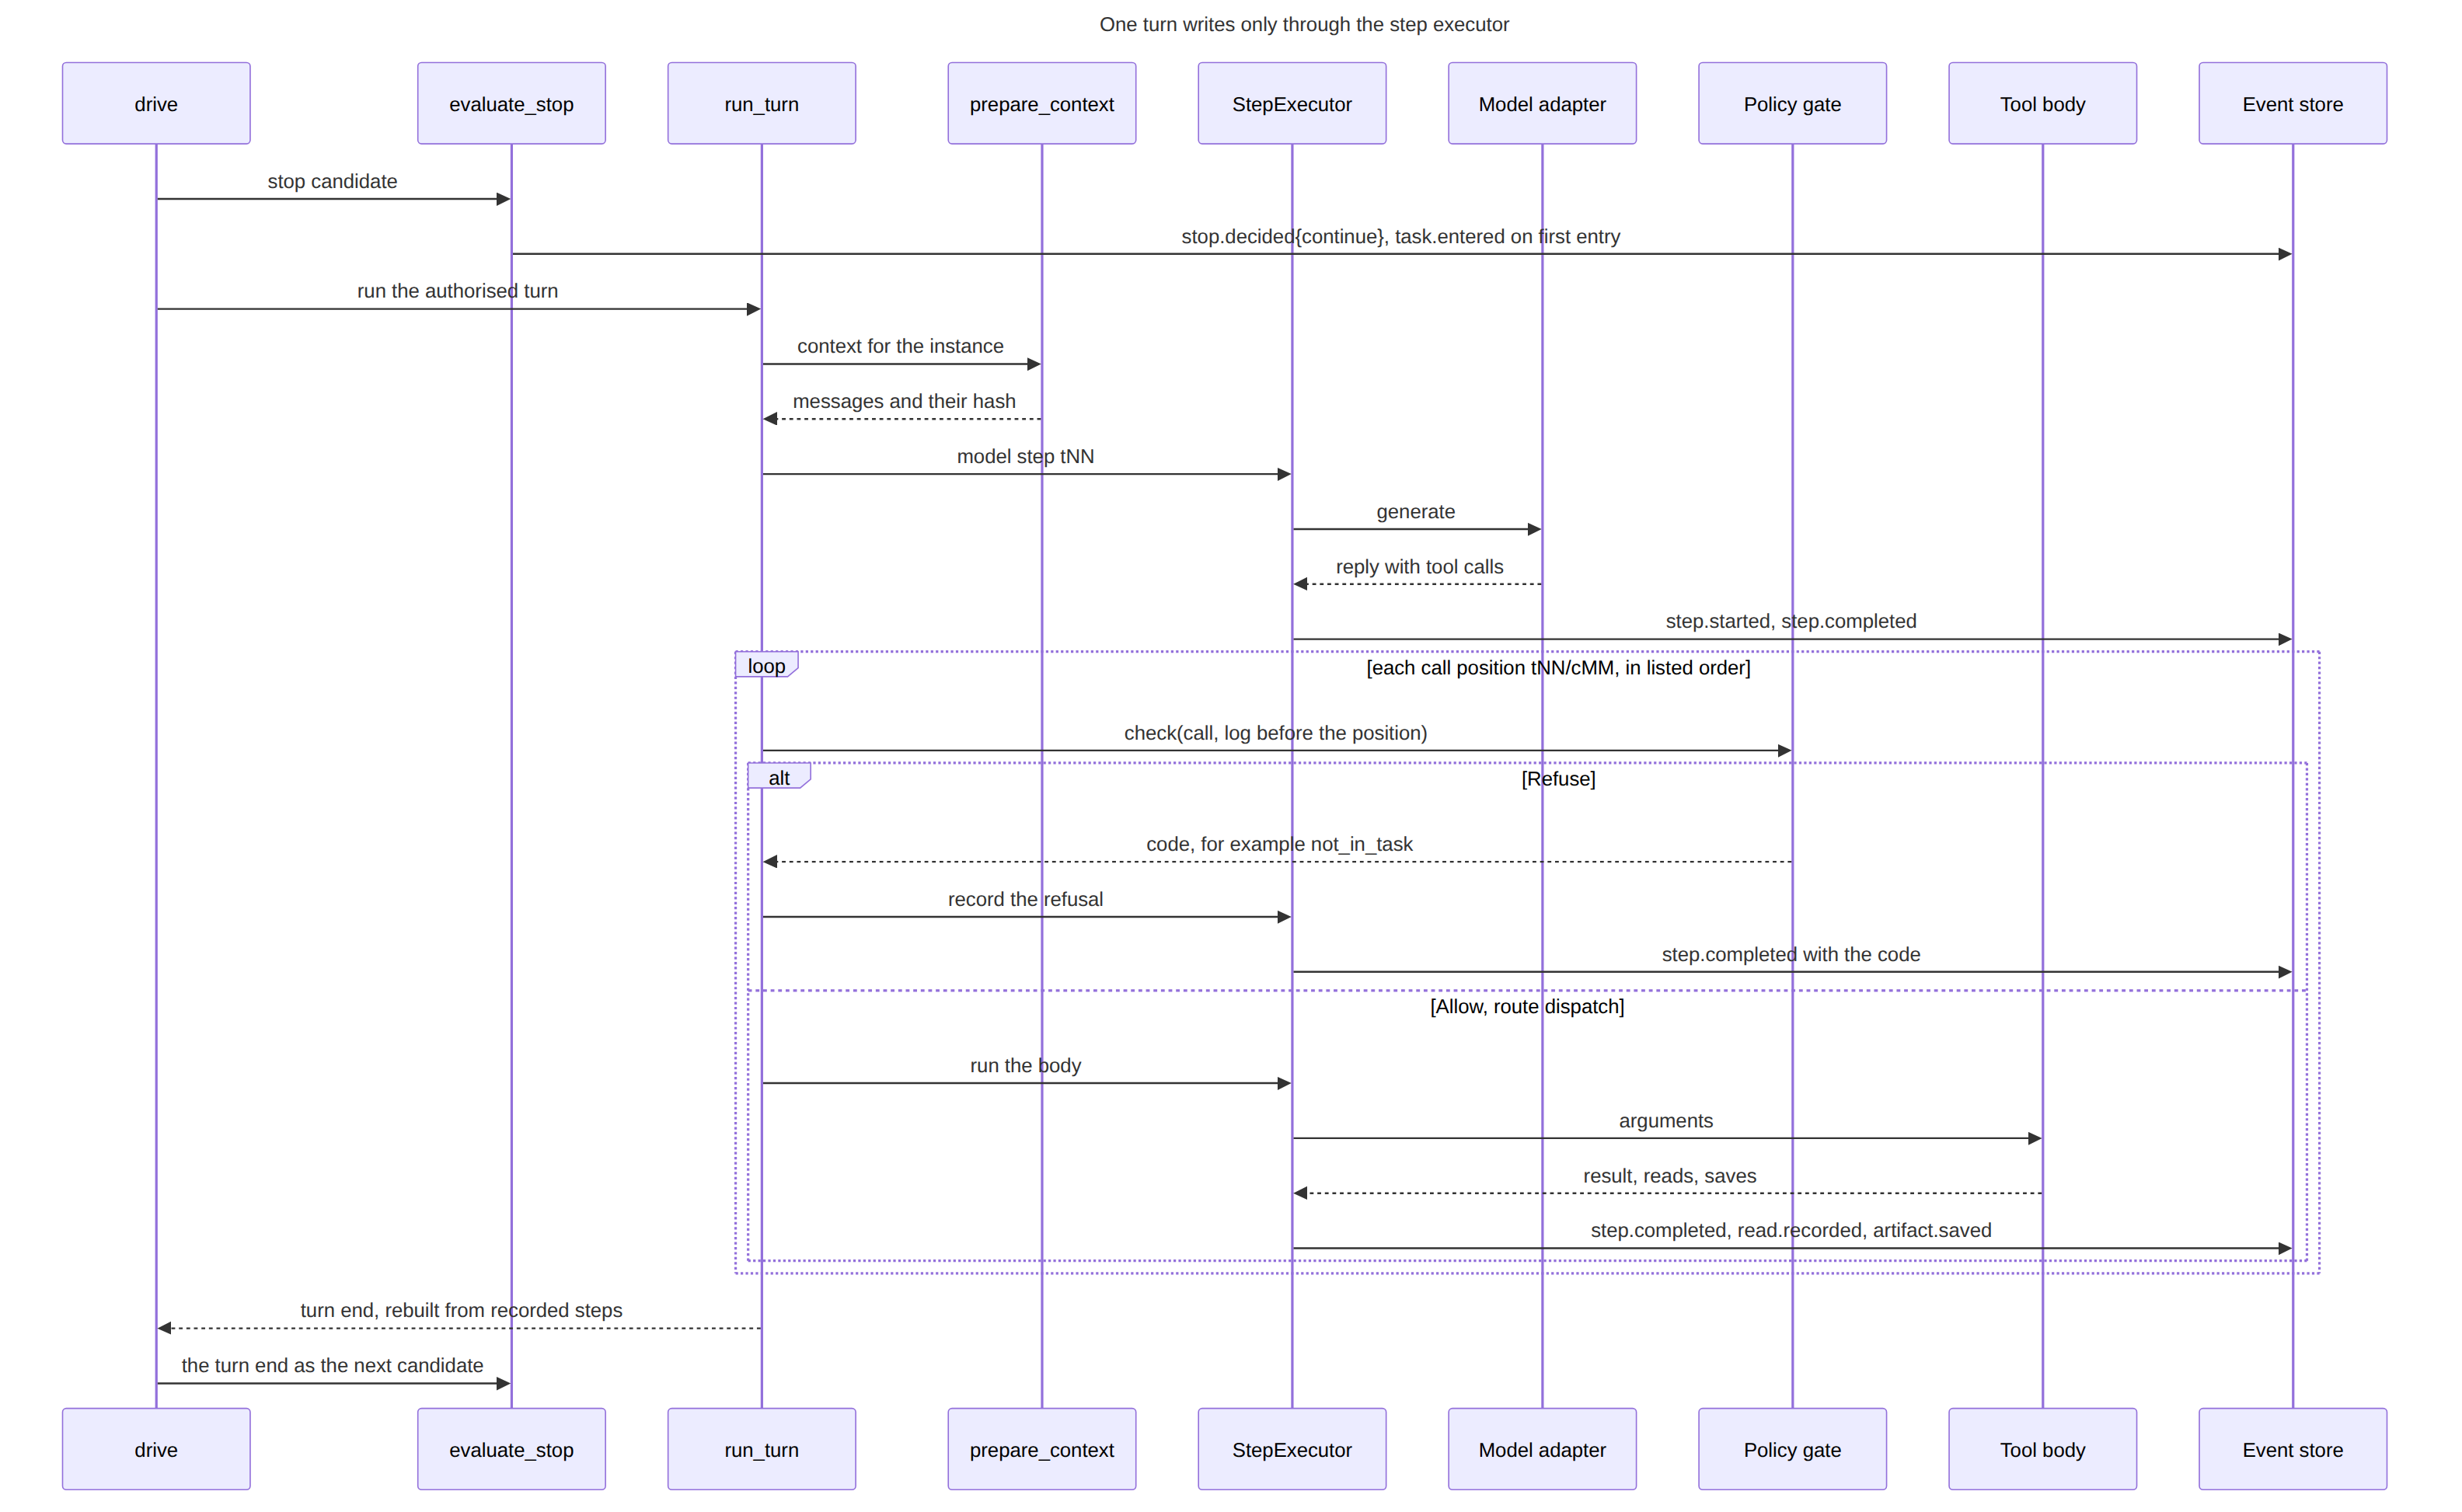 One turn writes only through the step executor
drive
evaluate_stop
run_turn
prepare_context
StepExecutor
Model adapter
Policy gate
Tool body
Event store
stop candidate
stop.decided{continue}, task.entered on first entry
run the authorised turn
context for the instance
messages and their hash
model step tNN
generate
reply with tool calls
step.started, step.completed
loop
[each call position tNN/cMM, in listed order]
check(call, log before the position)
alt
[Refuse]
code, for example not_in_task
record the refusal
step.completed with the code
[Allow, route dispatch]
run the body
arguments
result, reads, saves
step.completed, read.recorded, artifact.saved
turn end, rebuilt from recorded steps
the turn end as the next candidate
drive
evaluate_stop
run_turn
prepare_context
StepExecutor
Model adapter
Policy gate
Tool body
Event store